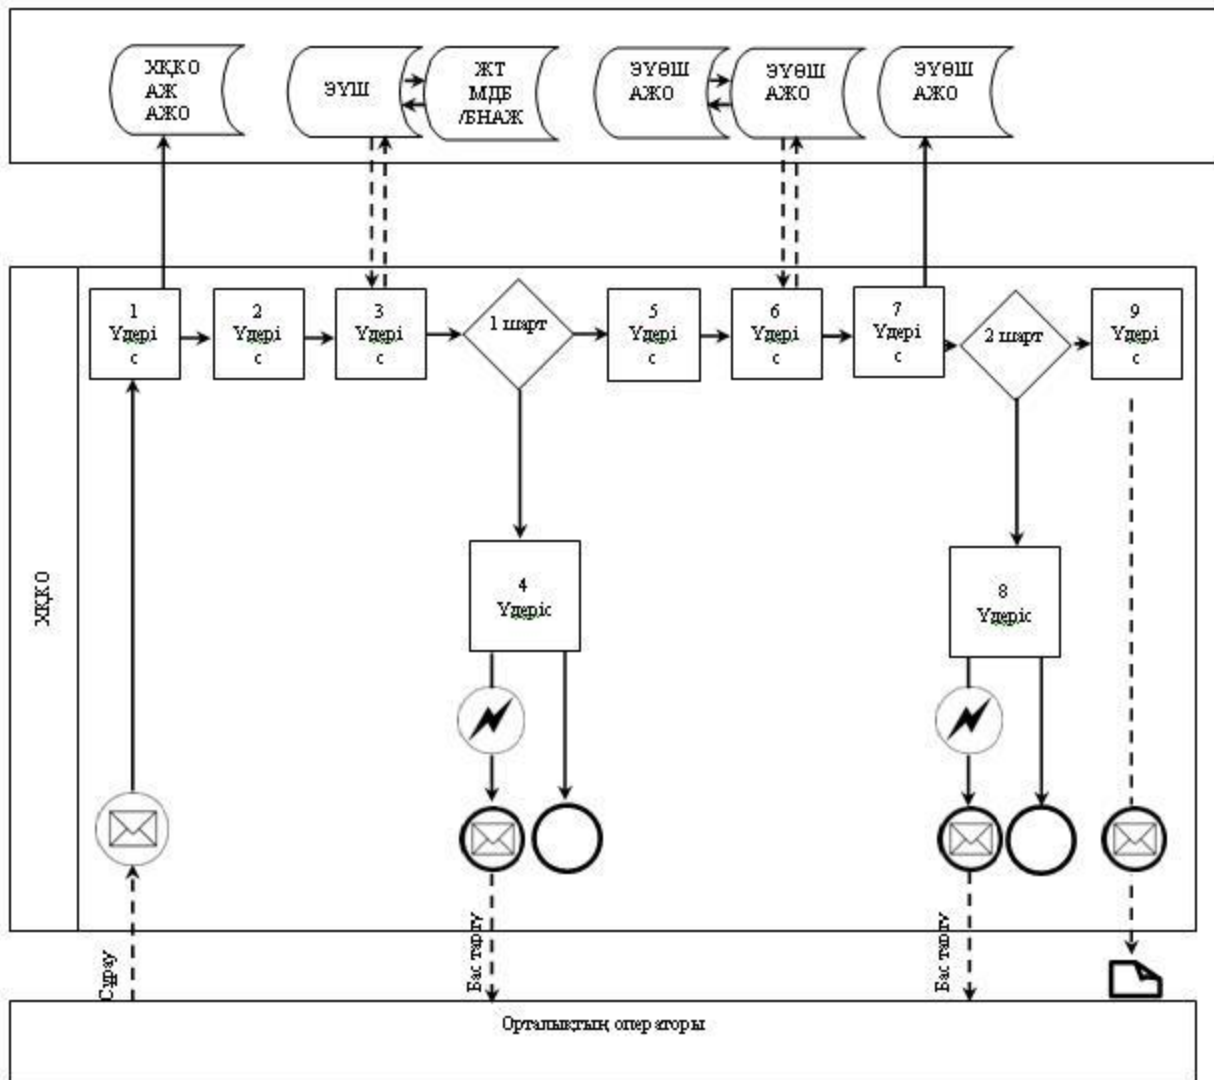 ХҚКО
АЖ
АЖО
ЭҮШ
ЖТ
МДБ
/БНАЖ
ЭҮӨШ
АЖО
ЭҮӨШ
АЖО
ЭҮӨШ
АЖО
1
Үдері
с
2
Үдері
с
3
Үдері
с
1 шарт
5
Үдері
с
6
Үдері
с
7
Үдері
с
2 шарт
9
Үдері
с
ХҚКО
4
Үдеріс
8
Үдеріс
Сұрау
Бас тарту
Бас тарту
Орталықтың операторы